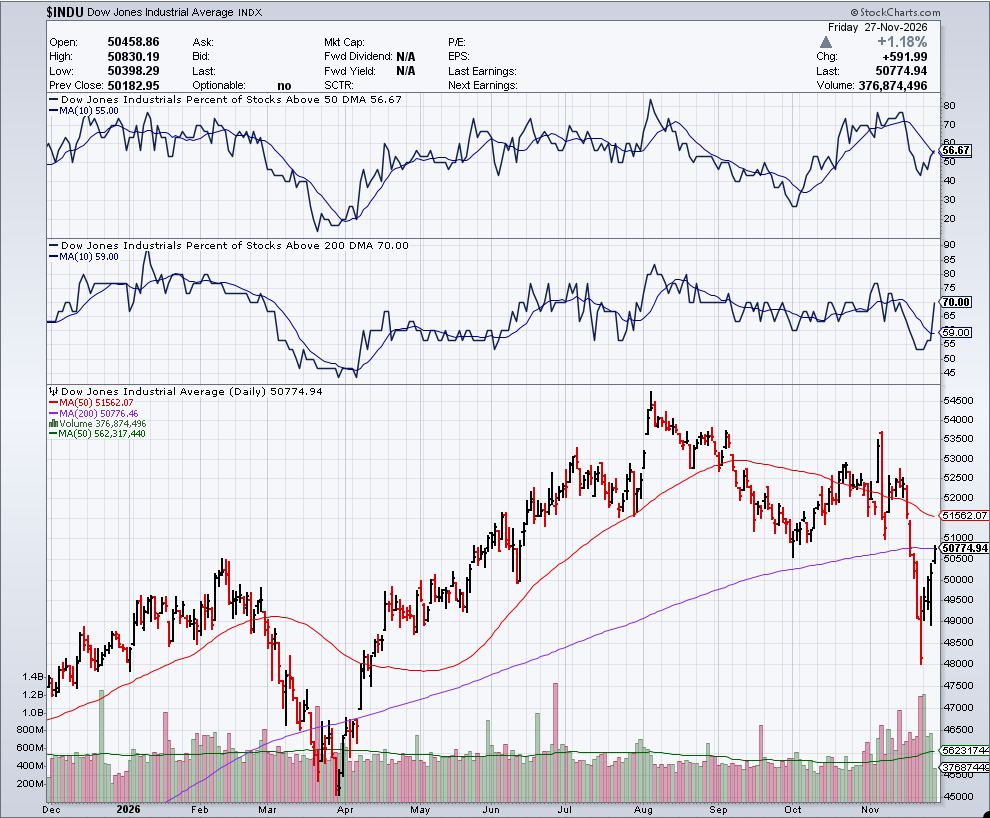 $INDU Dow Jones Industrial Average INDX
© StockCharts.com
Friday 27-Nov-2026
Open: 50458.86 Ask: Mkt Cap: P/E: +1.18%
High: 50830.19 Bid: Fwd Dividend: N/A EPS: Chg: +591.99
Low: 50398.29 Last: Fwd Yield: N/A Last Earnings: Last: 50774.94
Prev Close: 50182.95 Optionable: no SCTR: Next Earnings: Volume: 376,874,496
Dow Jones Industrials Percent of Stocks Above 50 DMA 56.67
MA(10) 55.00
80
70
60
56.67
50
40
30
20
Dow Jones Industrials Percent of Stocks Above 200 DMA 70.00
MA(10) 59.00
90
85
80
75
70.00
65
59.00
55
50
45
Dow Jones Industrial Average (Daily) 50774.94
MA(50) 51562.07
MA(200) 50776.46
Volume 376,874,496
MA(50) 562,317,440
54500
54000
53500
53000
52500
52000
51562.07
51000
50774.94
50500
50000
49500
49000
48500
48000
47500
47000
46500
5623174
3768744
45500
45000
1.4B
1.2B
1.0B
800M
600M
400M
200M
Dec 2026 Feb Mar Apr May Jun Jul Aug Sep Oct Nov